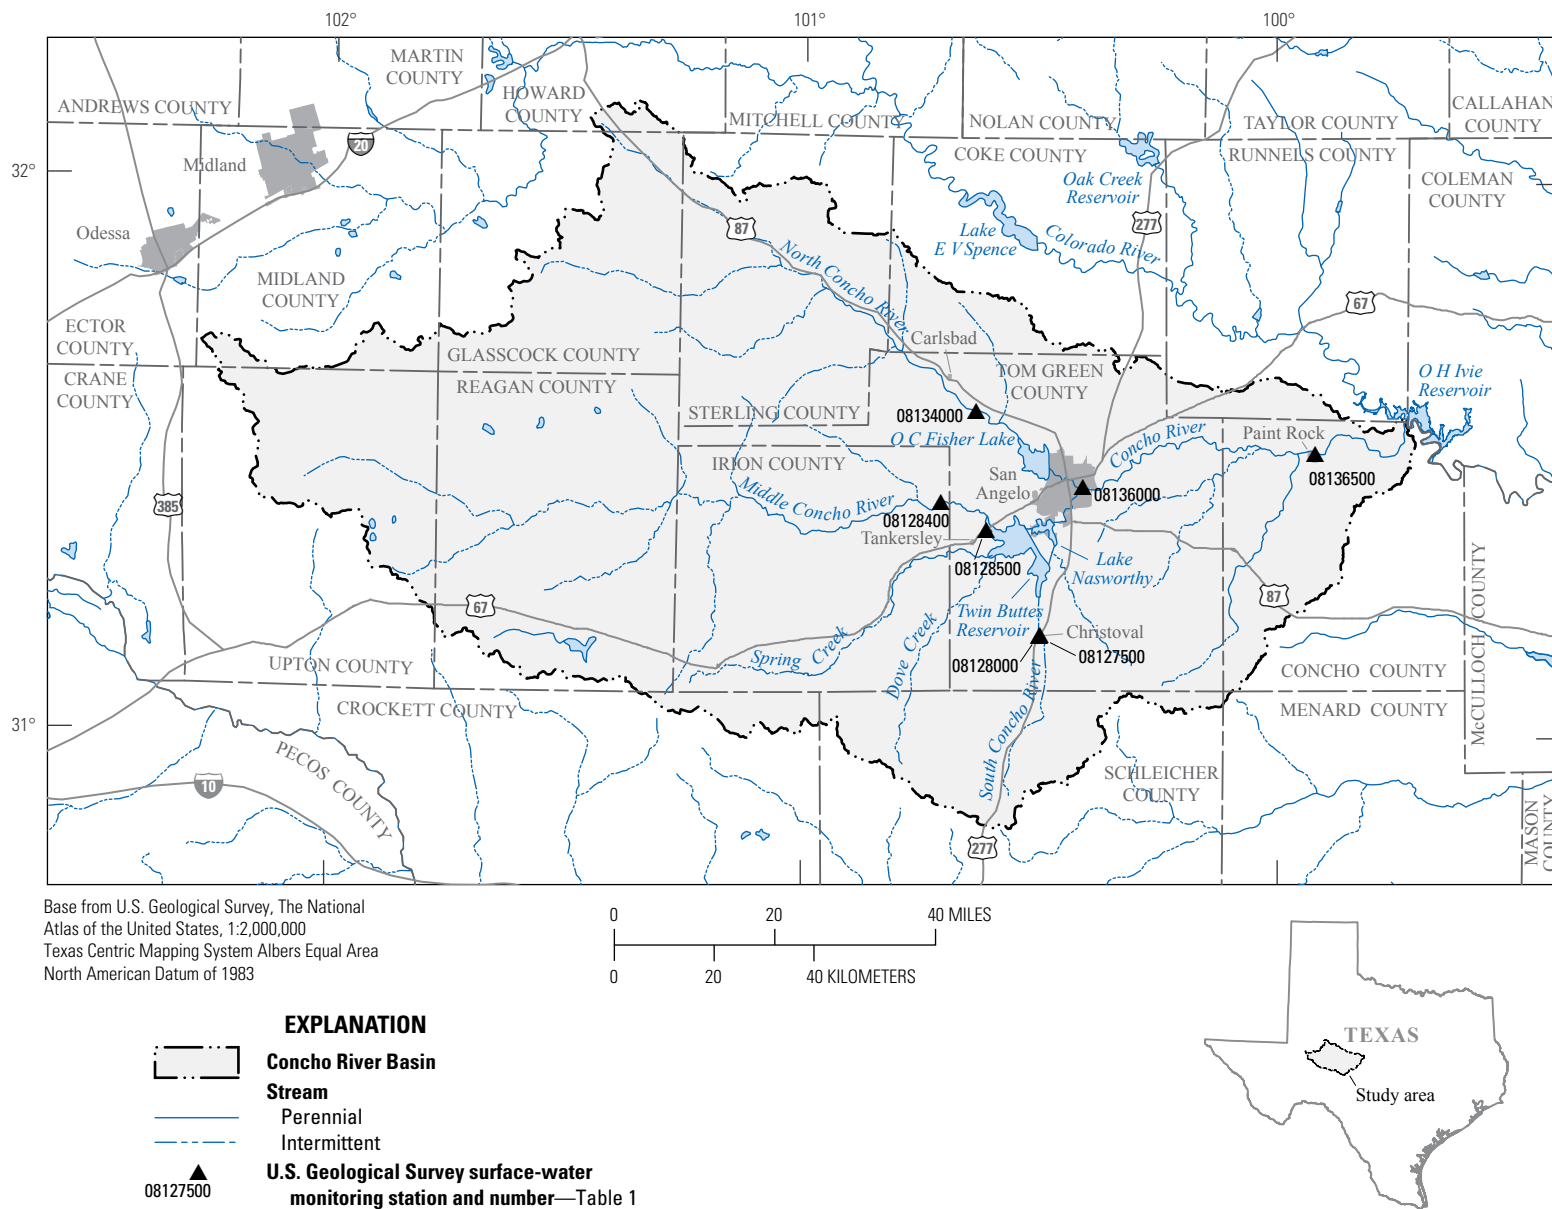 102°
101°
100°
MARTIN
COUNTY
HOWARD
COUNTY
ANDREWS COUNTY
MITCHELL COUNTY
NOLAN COUNTY
TAYLOR COUNTY
CALLAHAN
COUNTY
20
COKE COUNTY
RUNNELS COUNTY
Midland
32°
Oak Creek
Reservoir
COLEMAN
COUNTY
Odessa
87
277
Lake
E V Spence
Colorado River
North Concho River
MIDLAND
COUNTY
67
ECTOR
COUNTY
Carlsbad
GLASSCOCK COUNTY
REAGAN COUNTY
CRANE
COUNTY
TOM GREEN
COUNTY
O H Ivie
Reservoir
STERLING COUNTY
08134000
O C Fisher Lake
Concho River
Paint Rock
IRION COUNTY
San
Angelo
08136500
Middle Concho River
08136000
385
08128400
Tankersley
08128500
Lake
Nasworthy
67
87
Twin Buttes
Reservoir
Christoval
08128000
08127500
Spring Creek
Dove Creek
South Concho River
UPTON COUNTY
CONCHO COUNTY
McCULLOCH COUNTY
CROCKETT COUNTY
MENARD COUNTY
31°
PECOS COUNTY
10
SCHLEICHER
COUNTY
277
MASON
COUNTY
Base from U.S. Geological Survey, The National
Atlas of the United States, 1:2,000,000
Texas Centric Mapping System Albers Equal Area
North American Datum of 1983
0 20 40 MILES
0 20 40 KILOMETERS
EXPLANATION
Concho River Basin
Stream
Perennial
Intermittent
U.S. Geological Survey surface-water
08127500
monitoring station and number—Table 1
TEXAS
Study area